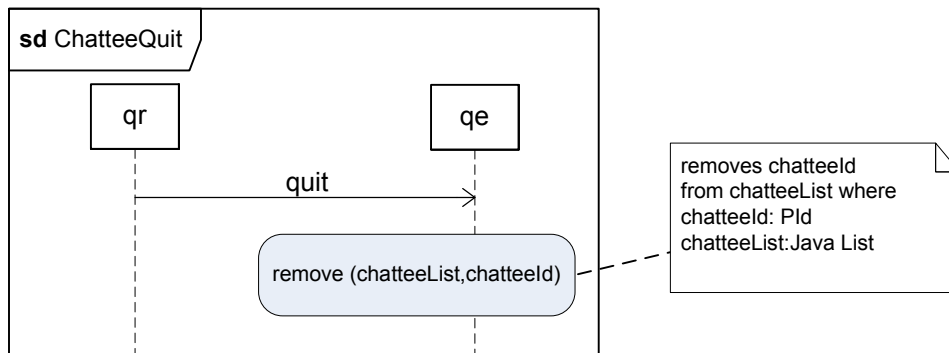 sd ChatteeQuit
qr
qe
quit
remove (chatteeList,chatteeId)
removes chatteeId
from chatteeList where
chatteeId: PId
chatteeList:Java List